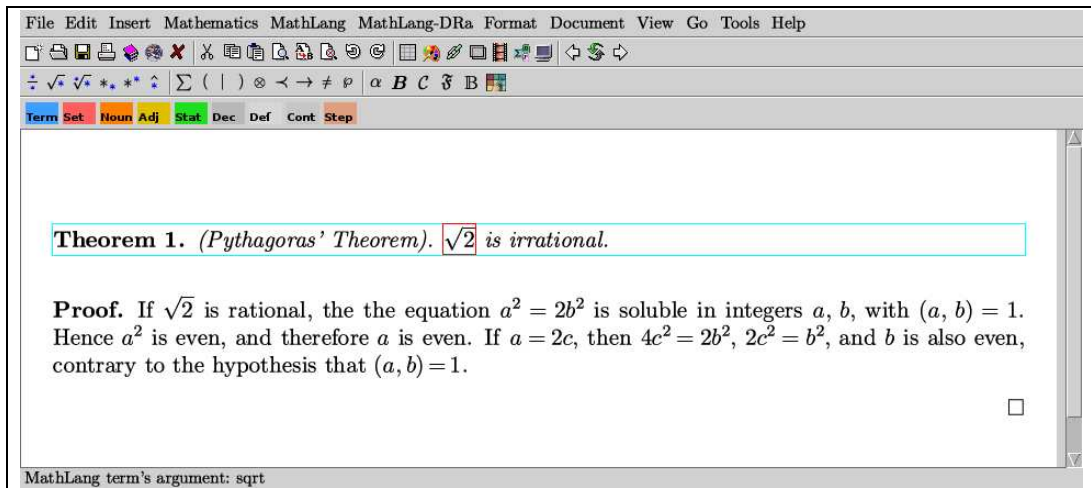 File Edit Insert Mathematics MathLang MathLang-DRa Format Document View Go Tools Help
Term Set Noun Adj Stat Dec Def Cont Step
Theorem 1. (Pythagoras' Theorem). √2 is irrational.
Proof. If √2 is rational, the the equation a² = 2b² is soluble in integers a, b, with (a, b) = 1.
Hence a² is even, and therefore a is even. If a = 2c, then 4c² = 2b², 2c² = b², and b is also even,
contrary to the hypothesis that (a, b) = 1.
□
MathLang term's argument: sqrt